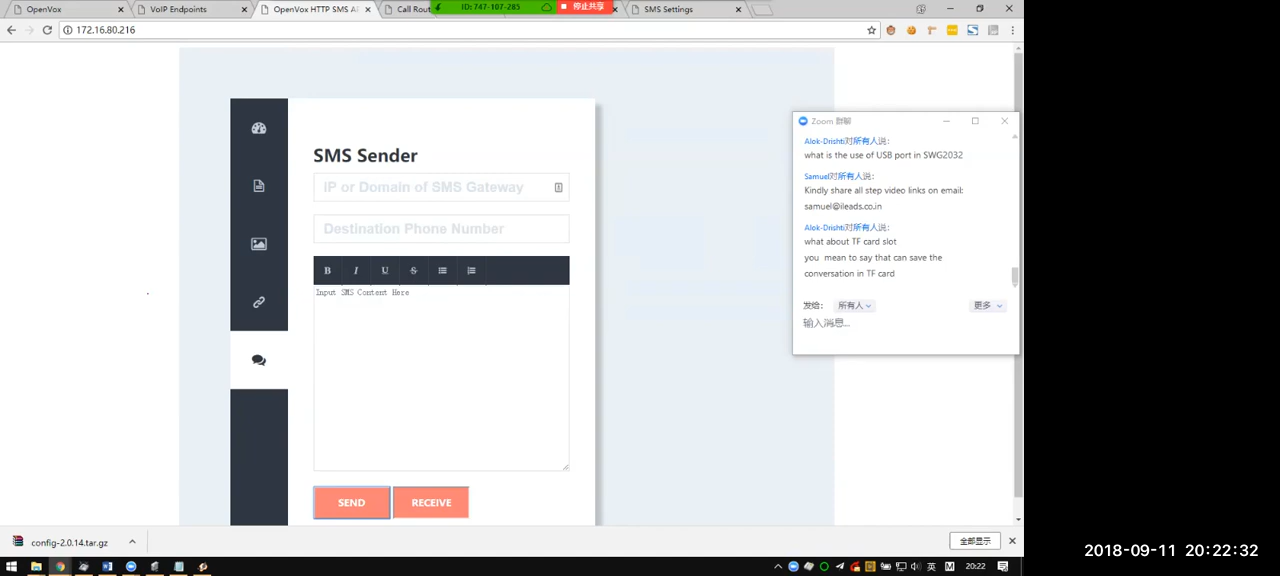 OpenVox
VoIP Endpoints
OpenVox HTTP SMS AF
Call Rout
ID: 747-107-285
停止共享
SMS Settings
172.16.80.216
SMS Sender
IP or Domain of SMS Gateway
Destination Phone Number
B I U S
Input SMS Content Here
SEND
RECEIVE
Zoom 群聊
Alok-Drishti对所有人说:
what is the use of USB port in SWG2032
Samuel对所有人说:
Kindly share all step video links on email:
samuel@ileads.co.in
Alok-Drishti对所有人说:
what about TF card slot
you mean to say that can save the
conversation in TF card
发给: 所有人
更多
输入消息...
config-2.0.14.tar.gz
全部显示
英
M
20:22
2018-09-11 20:22:32